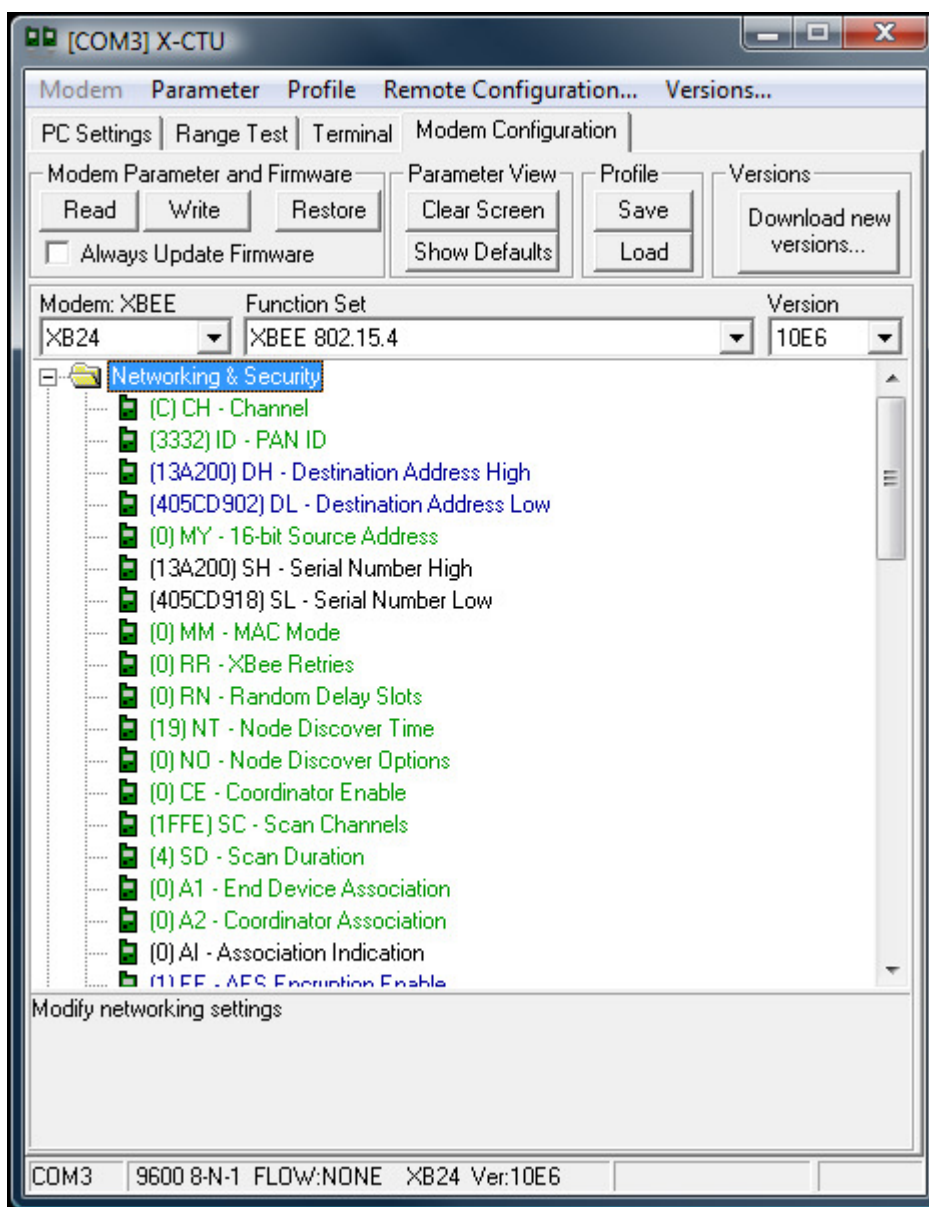 [COM3] X-CTU
Modem Parameter Profile Remote Configuration... Versions...
PC Settings Range Test Terminal Modem Configuration
Modem Parameter and Firmware Parameter View Profile Versions
Read Write Restore Clear Screen Save Download new versions...
Always Update Firmware Show Defaults Load
Modem: XBEE Function Set Version
XB24 XBEE 802.15.4 10E6
Networking & Security
(C) CH - Channel
(3332) ID - PAN ID
(13A200) DH - Destination Address High
(405CD902) DL - Destination Address Low
(0) MY - 16-bit Source Address
(13A200) SH - Serial Number High
(405CD918) SL - Serial Number Low
(0) MM - MAC Mode
(0) RR - XBee Retries
(0) RN - Random Delay Slots
(19) NT - Node Discover Time
(0) NO - Node Discover Options
(0) CE - Coordinator Enable
(1FFE) SC - Scan Channels
(4) SD - Scan Duration
(0) A1 - End Device Association
(0) A2 - Coordinator Association
(0) AI - Association Indication
(1) EE - AES Encryption Enable
Modify networking settings
COM3 9600 8-N-1 FLOW:NONE XB24 Ver:10E6